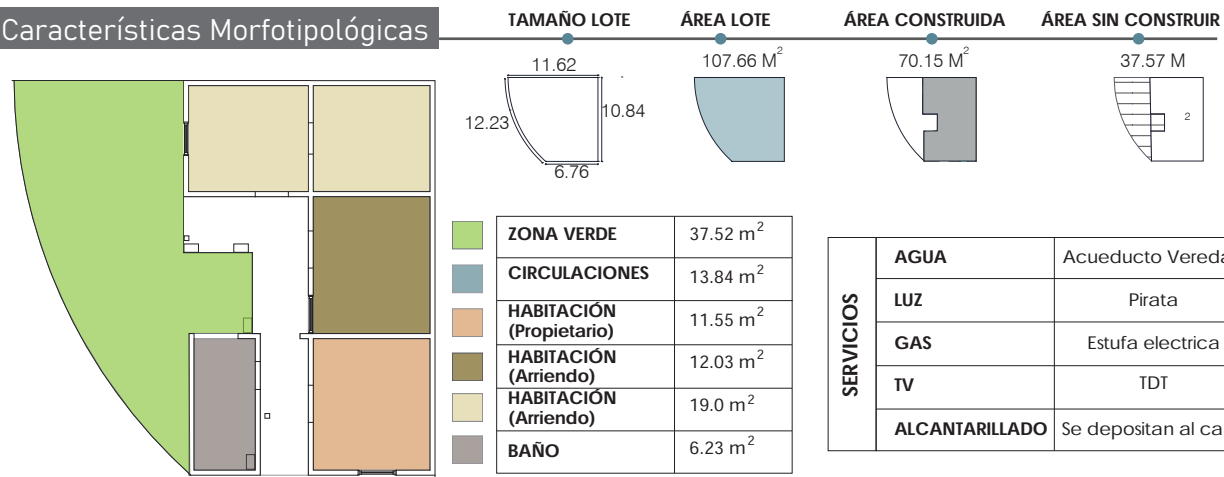 Características Morfotipológicas
TAMAÑO LOTE
ÁREA LOTE
ÁREA CONSTRUIDA
ÁREA SIN CONSTRUIR
11.62
107.66 M²
70.15 M²
37.57 M
12.23
10.84
2
6.76
ZONA VERDE 37.52 m²
CIRCULACIONES 13.84 m²
HABITACIÓN
(Propietario) 11.55 m²
HABITACIÓN
(Arriendo) 12.03 m²
HABITACIÓN
(Arriendo) 19.0 m²
BAÑO 6.23 m²
SERVICIOS
AGUA Acueducto Vereda
LUZ Pirata
GAS Estufa electrica
TV TDT
ALCANTARILLADO Se depositan al ca